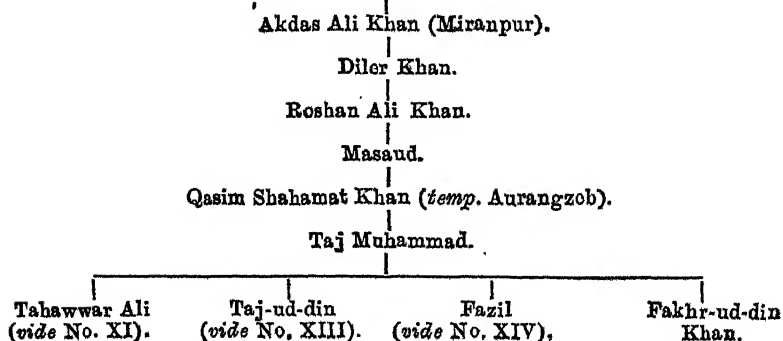 Akdas Ali Khan (Miranpur).
Diler Khan.
Roshan Ali Khan.
Masaud.
Qasim Shahamat Khan (temp. Aurangzeb).
Taj Muhammad.
Tahawwar Ali Taj-ud-din Fazil Fakhr-ud-din
(vide No. XI). (vide No. XIII). (vide No. XIV), Khan.